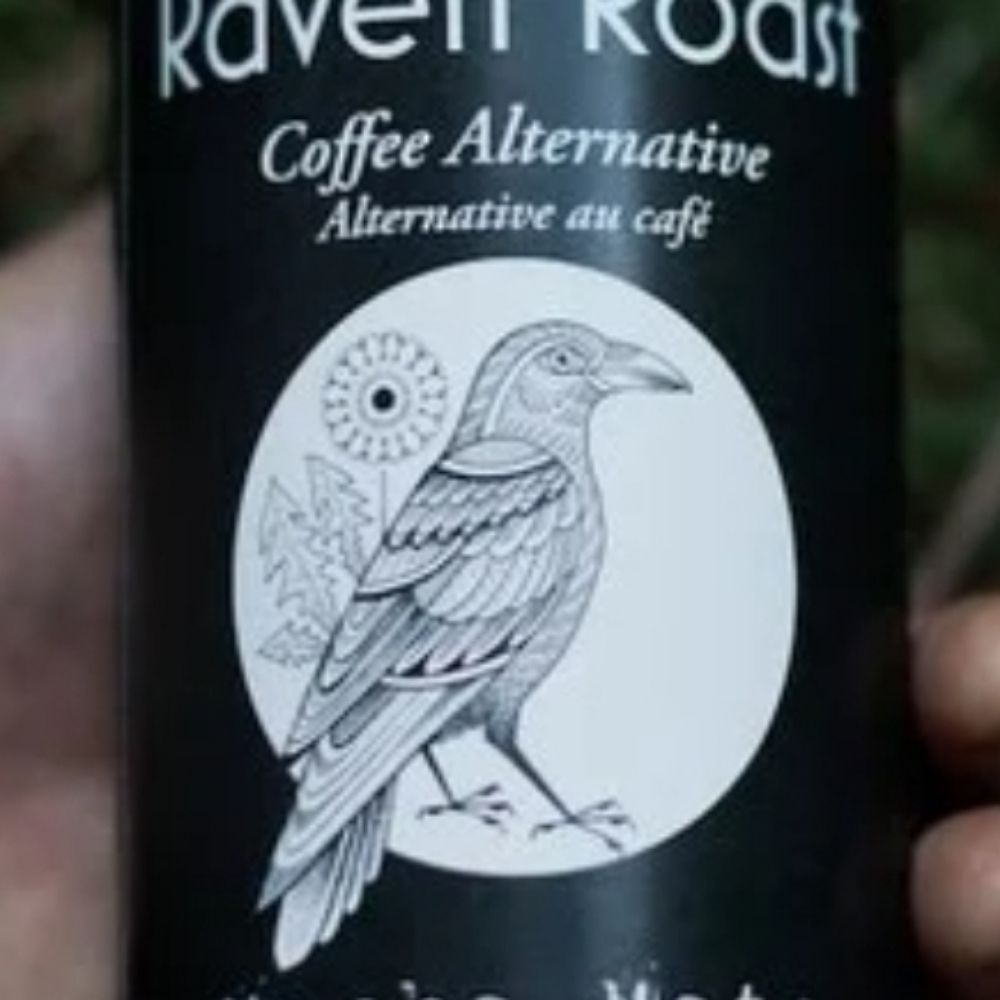 Raven Roast
Coffee Alternative
Alternative au café